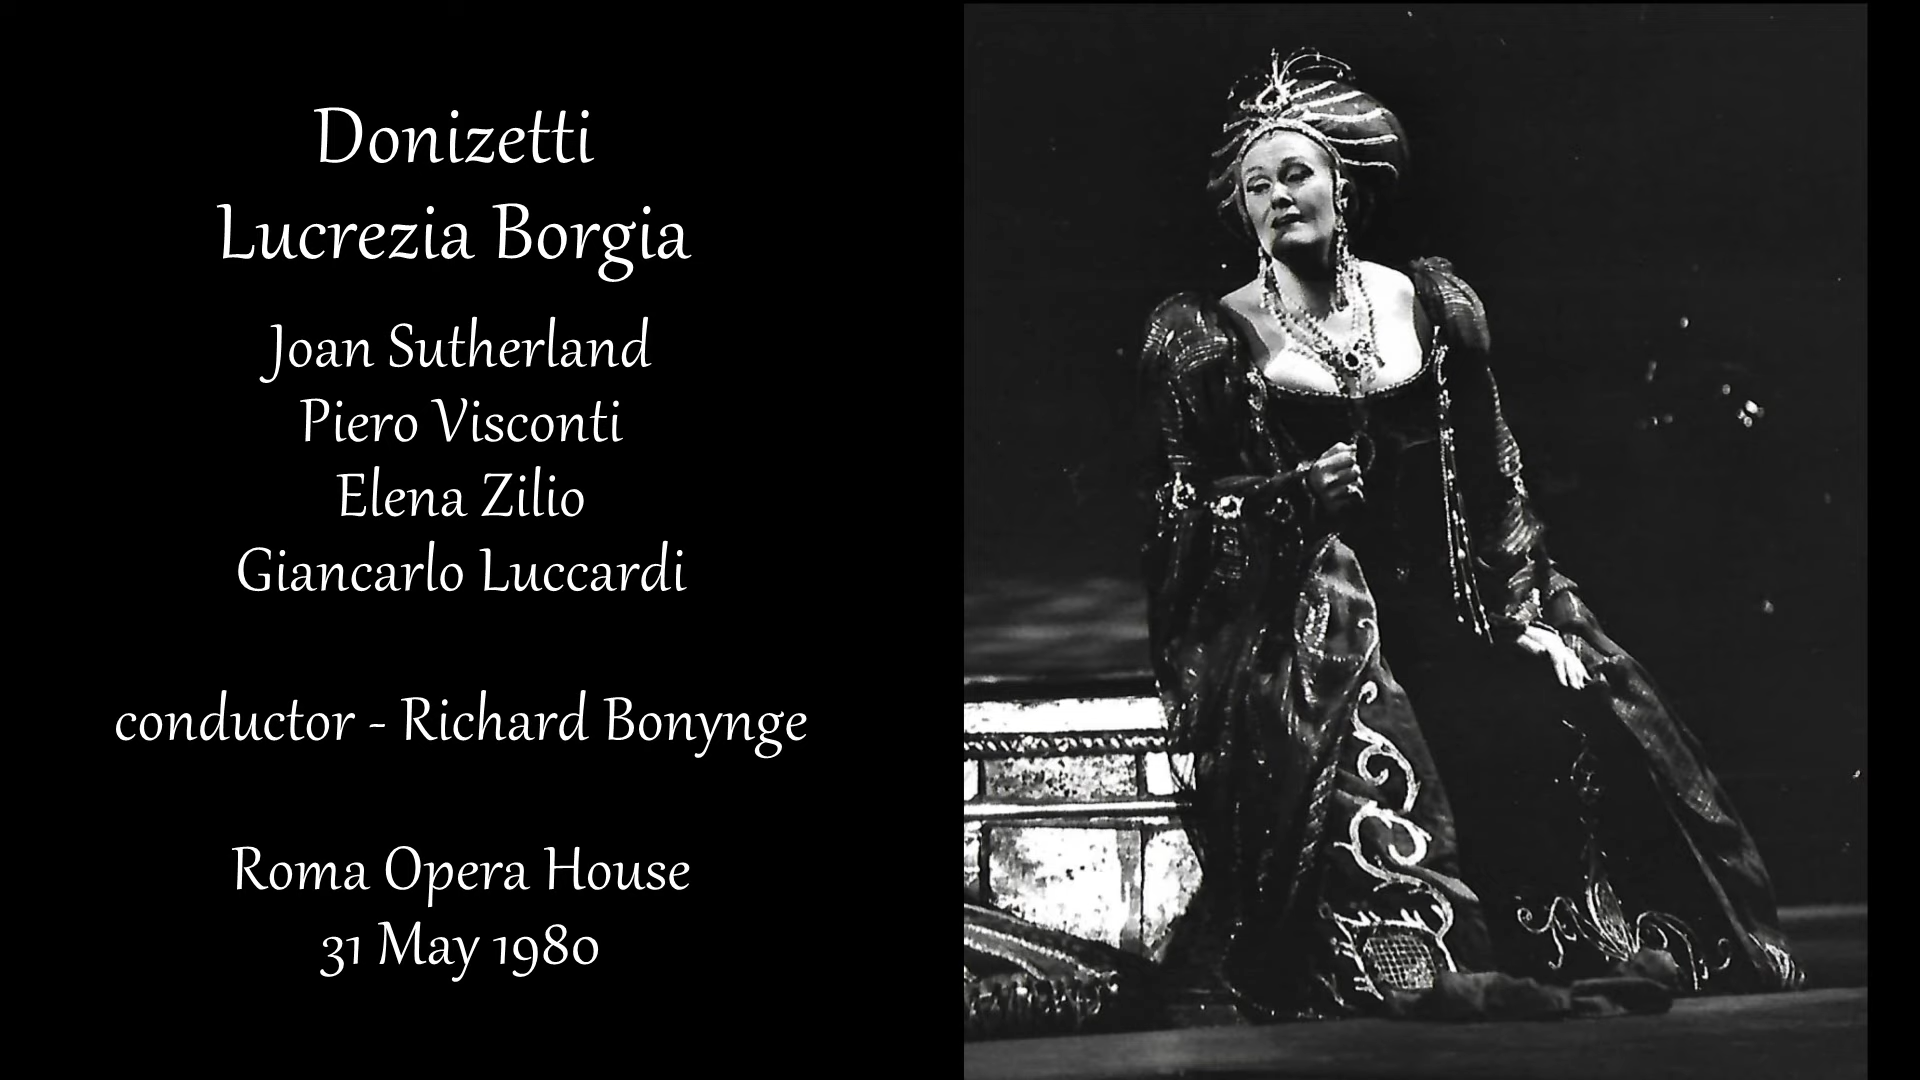 Donizetti
Lucrezia Borgia
Joan Sutherland
Piero Visconti
Elena Zilio
Giancarlo Luccardi
conductor - Richard Bonynge
Roma Opera House
31 May 1980